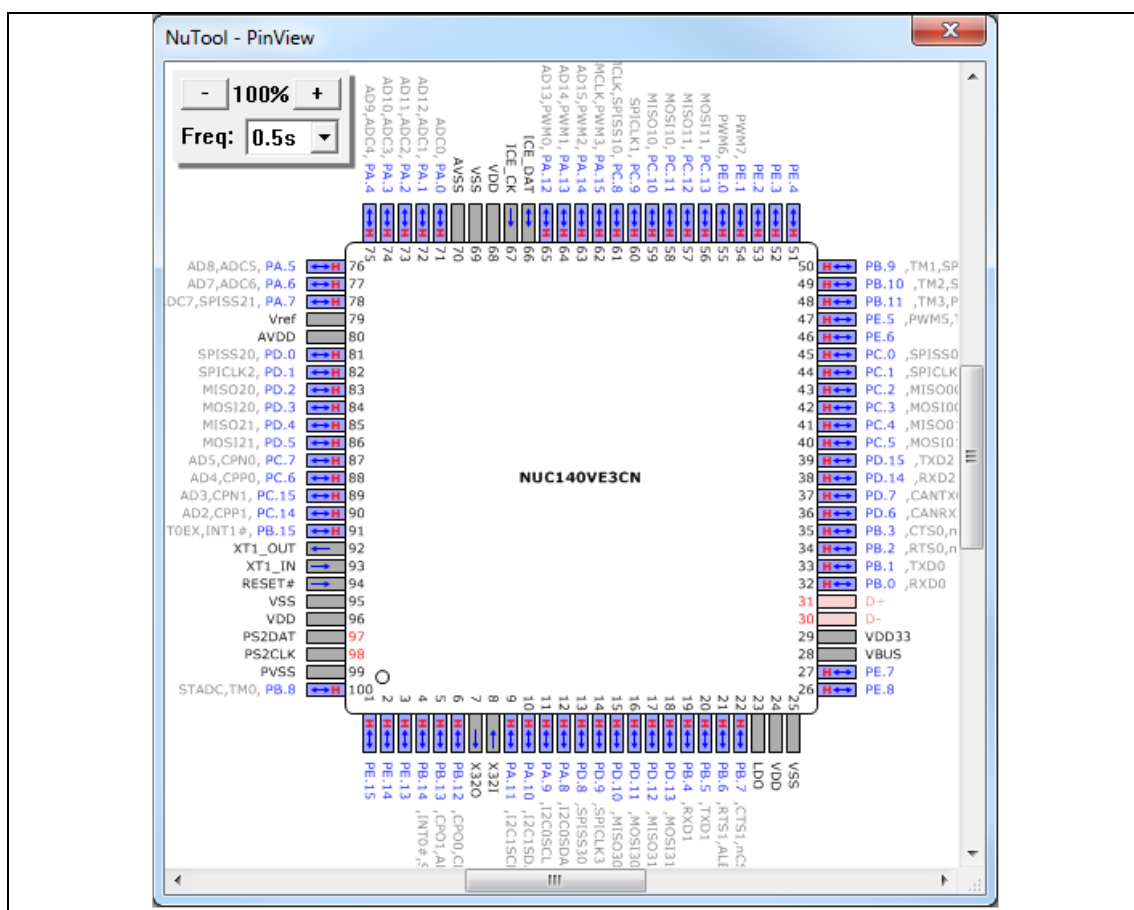 NuTool - PinView
- 100% +
Freq: 0.5s
AD9,ADC4, PA.4
AD10,ADC3, PA.3
AD11,ADC2, PA.2
AD12,ADC1, PA.1
ADC0, PA.0
AVSS
VSS
VDD
ICE_CK
ICE_DAT
AD13,PWM0, PA.12
AD14,PWM1, PA.13
AD15,PWM2, PA.14
MCLK,PWM3, PA.15
MCLK,SPISS10, PC.8
SPICLK1, PC.9
MISO10, PC.10
MOSI10, PC.11
MISO11, PC.12
MOSI11, PC.13
PWM6, PE.0
PWM7, PE.1
PE.2
PE.3
PE.4
75 74 73 72 71 70 69 68 67 66 65 64 63 62 61 60 59 58 57 56 55 54 53 52 51
AD8,ADC5, PA.5 H 76
AD7,ADC6, PA.6 H 77
DC7,SPISS21, PA.7 H 78
Vref 79
AVDD 80
SPISS20, PD.0 H 81
SPICLK2, PD.1 H 82
MISO20, PD.2 H 83
MOSI20, PD.3 H 84
MISO21, PD.4 H 85
MOSI21, PD.5 H 86
AD5,CPN0, PC.7 H 87
AD4,CPP0, PC.6 H 88
AD3,CPN1, PC.15 H 89
AD2,CPP1, PC.14 H 90
T0EX,INT1#, PB.15 H 91
XT1_OUT 92
XT1_IN 93
RESET# 94
VSS 95
VDD 96
PS2DAT 97
PS2CLK 98
PVSS 99
STADC,TM0, PB.8 H 100
NUC140VE3CN
50 H PB.9 ,TM1,SP
49 H PB.10 ,TM2,S
48 H PB.11 ,TM3,P
47 H PE.5 ,PWM5,
46 H PE.6
45 H PC.0 ,SPISS0
44 H PC.1 ,SPICLK
43 H PC.2 ,MISO0
42 H PC.3 ,MOSI0
41 H PC.4 ,MISO0
40 H PC.5 ,MOSI0
39 H PD.15 ,TXD2
38 H PD.14 ,RXD2
37 H PD.7 ,CANTX
36 H PD.6 ,CANRX
35 H PB.3 ,CTS0,n
34 H PB.2 ,RTS0,n
33 H PB.1 ,TXD0
32 H PB.0 ,RXD0
31 D+
30 D-
29 VDD33
28 VBUS
27 H PE.7
26 H PE.8
1 2 3 4 5 6 7 8 9 10 11 12 13 14 15 16 17 18 19 20 21 22 23 24 25
PE.15
PE.14
PE.13
PB.14 ,INT0#,S
PB.13 ,CPO1,AI
PB.12 ,CPO0,Cl
X32O
X32I
PA.11 ,I2C1SCL
PA.10 ,I2C1SD
PA.9 ,I2C0SCL
PA.8 ,I2C0SDA
PD.8 ,SPISS30
PD.9 ,SPICLK3
PD.10 ,MISO30
PD.11 ,MOSI30
PD.12 ,MISO31
PD.13 ,MOSI31
PB.4 ,RXD1
PB.5 ,TXD1
PB.6 ,RTS1,ALE
PB.7 ,CTS1,nCS
LDO
VDD
VSS